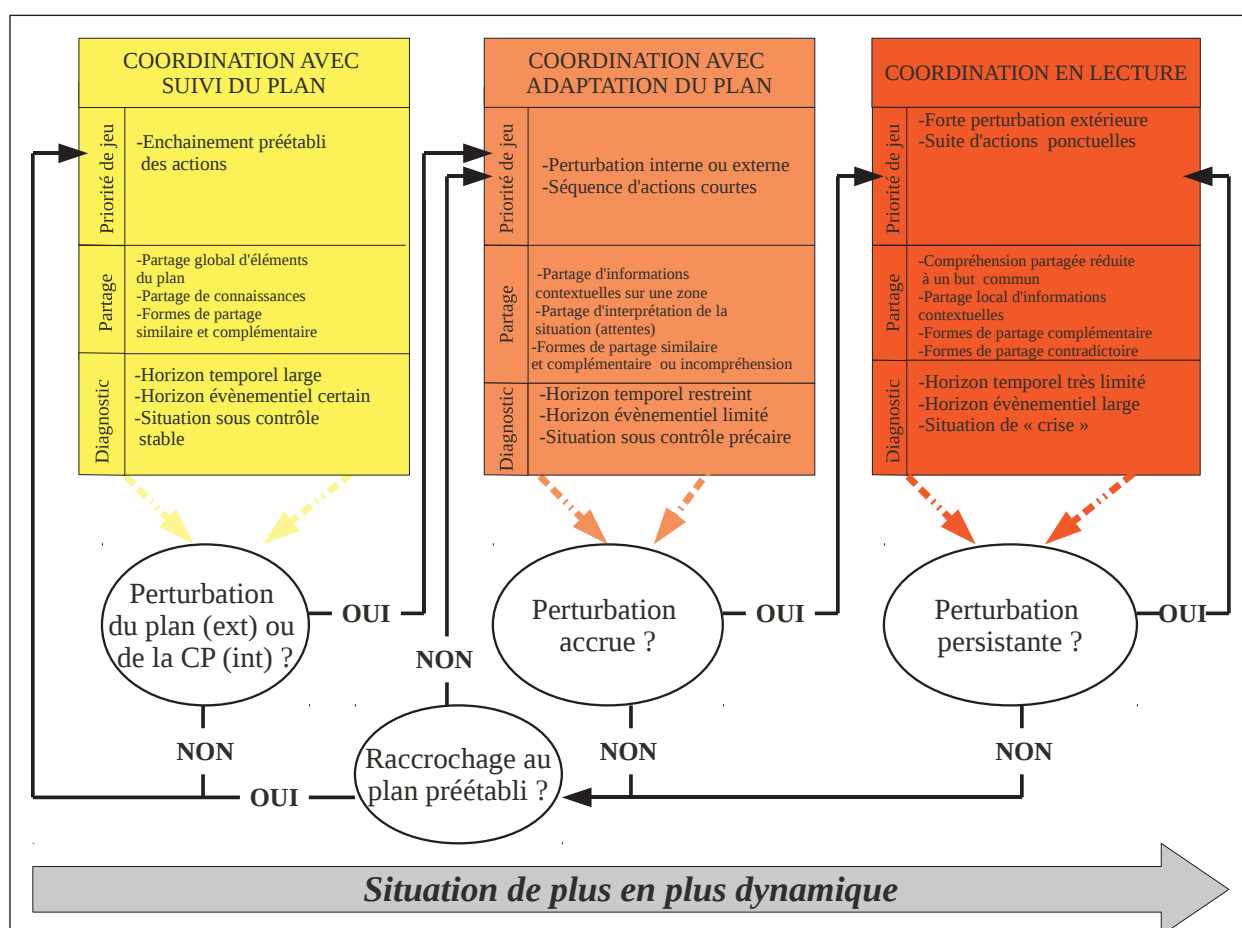 COORDINATION AVEC
SUIVI DU PLAN
Priorité de jeu
-Enchainement préétabli
des actions
Partage
-Partage global d'éléments
du plan
-Partage de connaissances
-Formes de partage
similaire et complémentaire
Diagnostic
-Horizon temporel large
-Horizon évènementiel certain
-Situation sous contrôle
stable
COORDINATION AVEC
ADAPTATION DU PLAN
Priorité de jeu
-Perturbation interne ou externe
-Séquence d'actions courtes
Partage
-Partage d'informations
contextuelles sur une zone
-Partage d'interprétation de la
situation (attentes)
-Formes de partage similaire
et complémentaire ou incompréhension
Diagnostic
-Horizon temporel restreint
-Horizon évènementiel limité
-Situation sous contrôle précaire
COORDINATION EN LECTURE
Priorité de jeu
-Forte perturbation extérieure
-Suite d'actions ponctuelles
Partage
-Compréhension partagée réduite
à un but commun
-Partage local d'informations
contextuelles
-Formes de partage complémentaire
-Formes de partage contradictoire
Diagnostic
-Horizon temporel très limité
-Horizon évènementiel large
-Situation de « crise »
Perturbation
du plan (ext) ou
de la CP (int) ?
OUI
NON
Perturbation
accrue ?
OUI
NON
Perturbation
persistante ?
OUI
NON
Raccrochage au
plan préétabli ?
NON
OUI
Situation de plus en plus dynamique